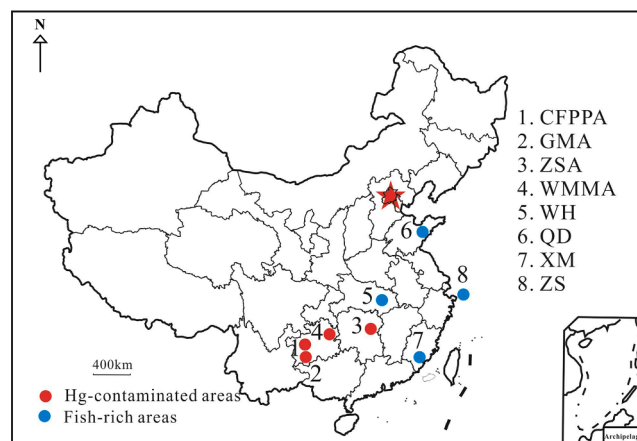 N
1. CFPPA
2. GMA
3. ZSA
4. WMMA
5. WH
6. QD
7. XM
8. ZS
6
8
5
4
3
1
7
2
400km
Hg-contaminated areas
Fish-rich areas
Archipelag